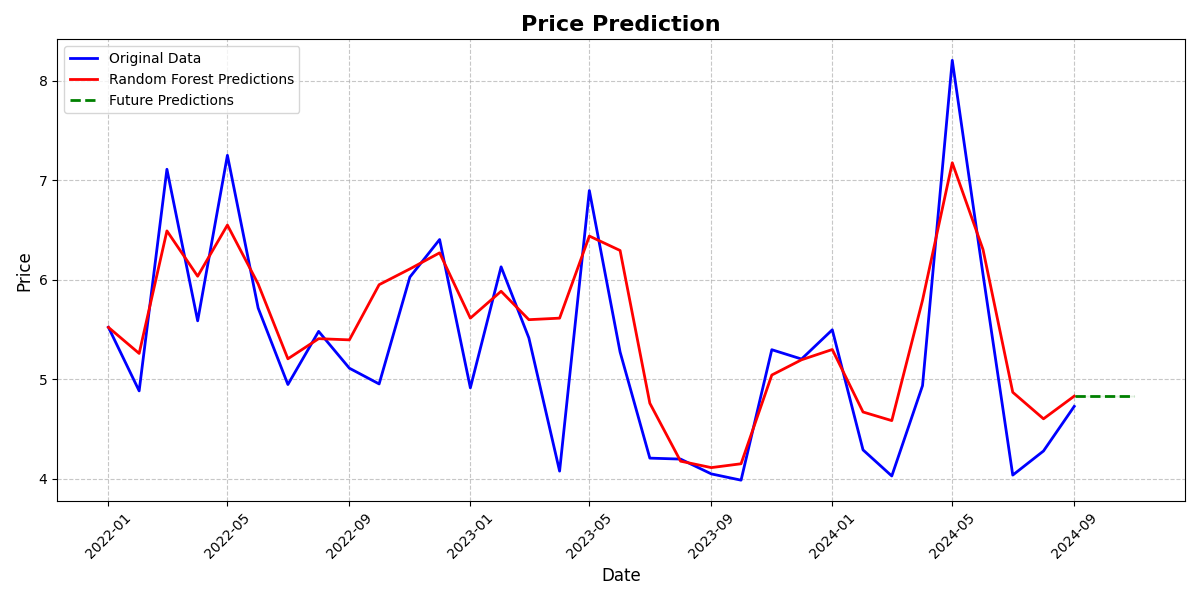 Price Prediction
Original Data
Random Forest Predictions
Future Predictions
Price
8
7
6
5
4
2022-01
2022-05
2022-09
2023-01
2023-05
2023-09
2024-01
2024-05
2024-09
Date